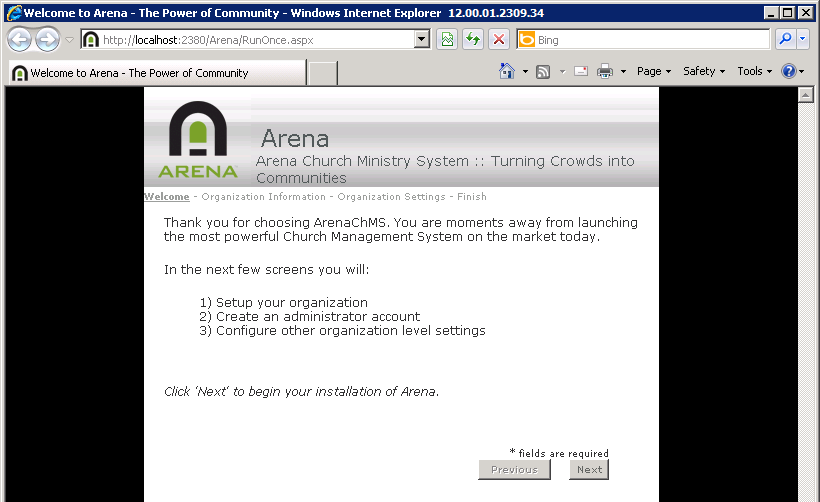 Welcome to Arena - The Power of Community - Windows Internet Explorer 12.00.01.2309.34
http://localhost:2380/Arena/RunOnce.aspx
Bing
Welcome to Arena - The Power of Community
Page
Safety
Tools
ARENA
Arena
Arena Church Ministry System :: Turning Crowds into
Communities
Welcome - Organization Information - Organization Settings - Finish
Thank you for choosing ArenaChMS. You are moments away from launching
the most powerful Church Management System on the market today.
In the next few screens you will:
1) Setup your organization
2) Create an administrator account
3) Configure other organization level settings
Click 'Next' to begin your installation of Arena.
* fields are required
Previous
Next